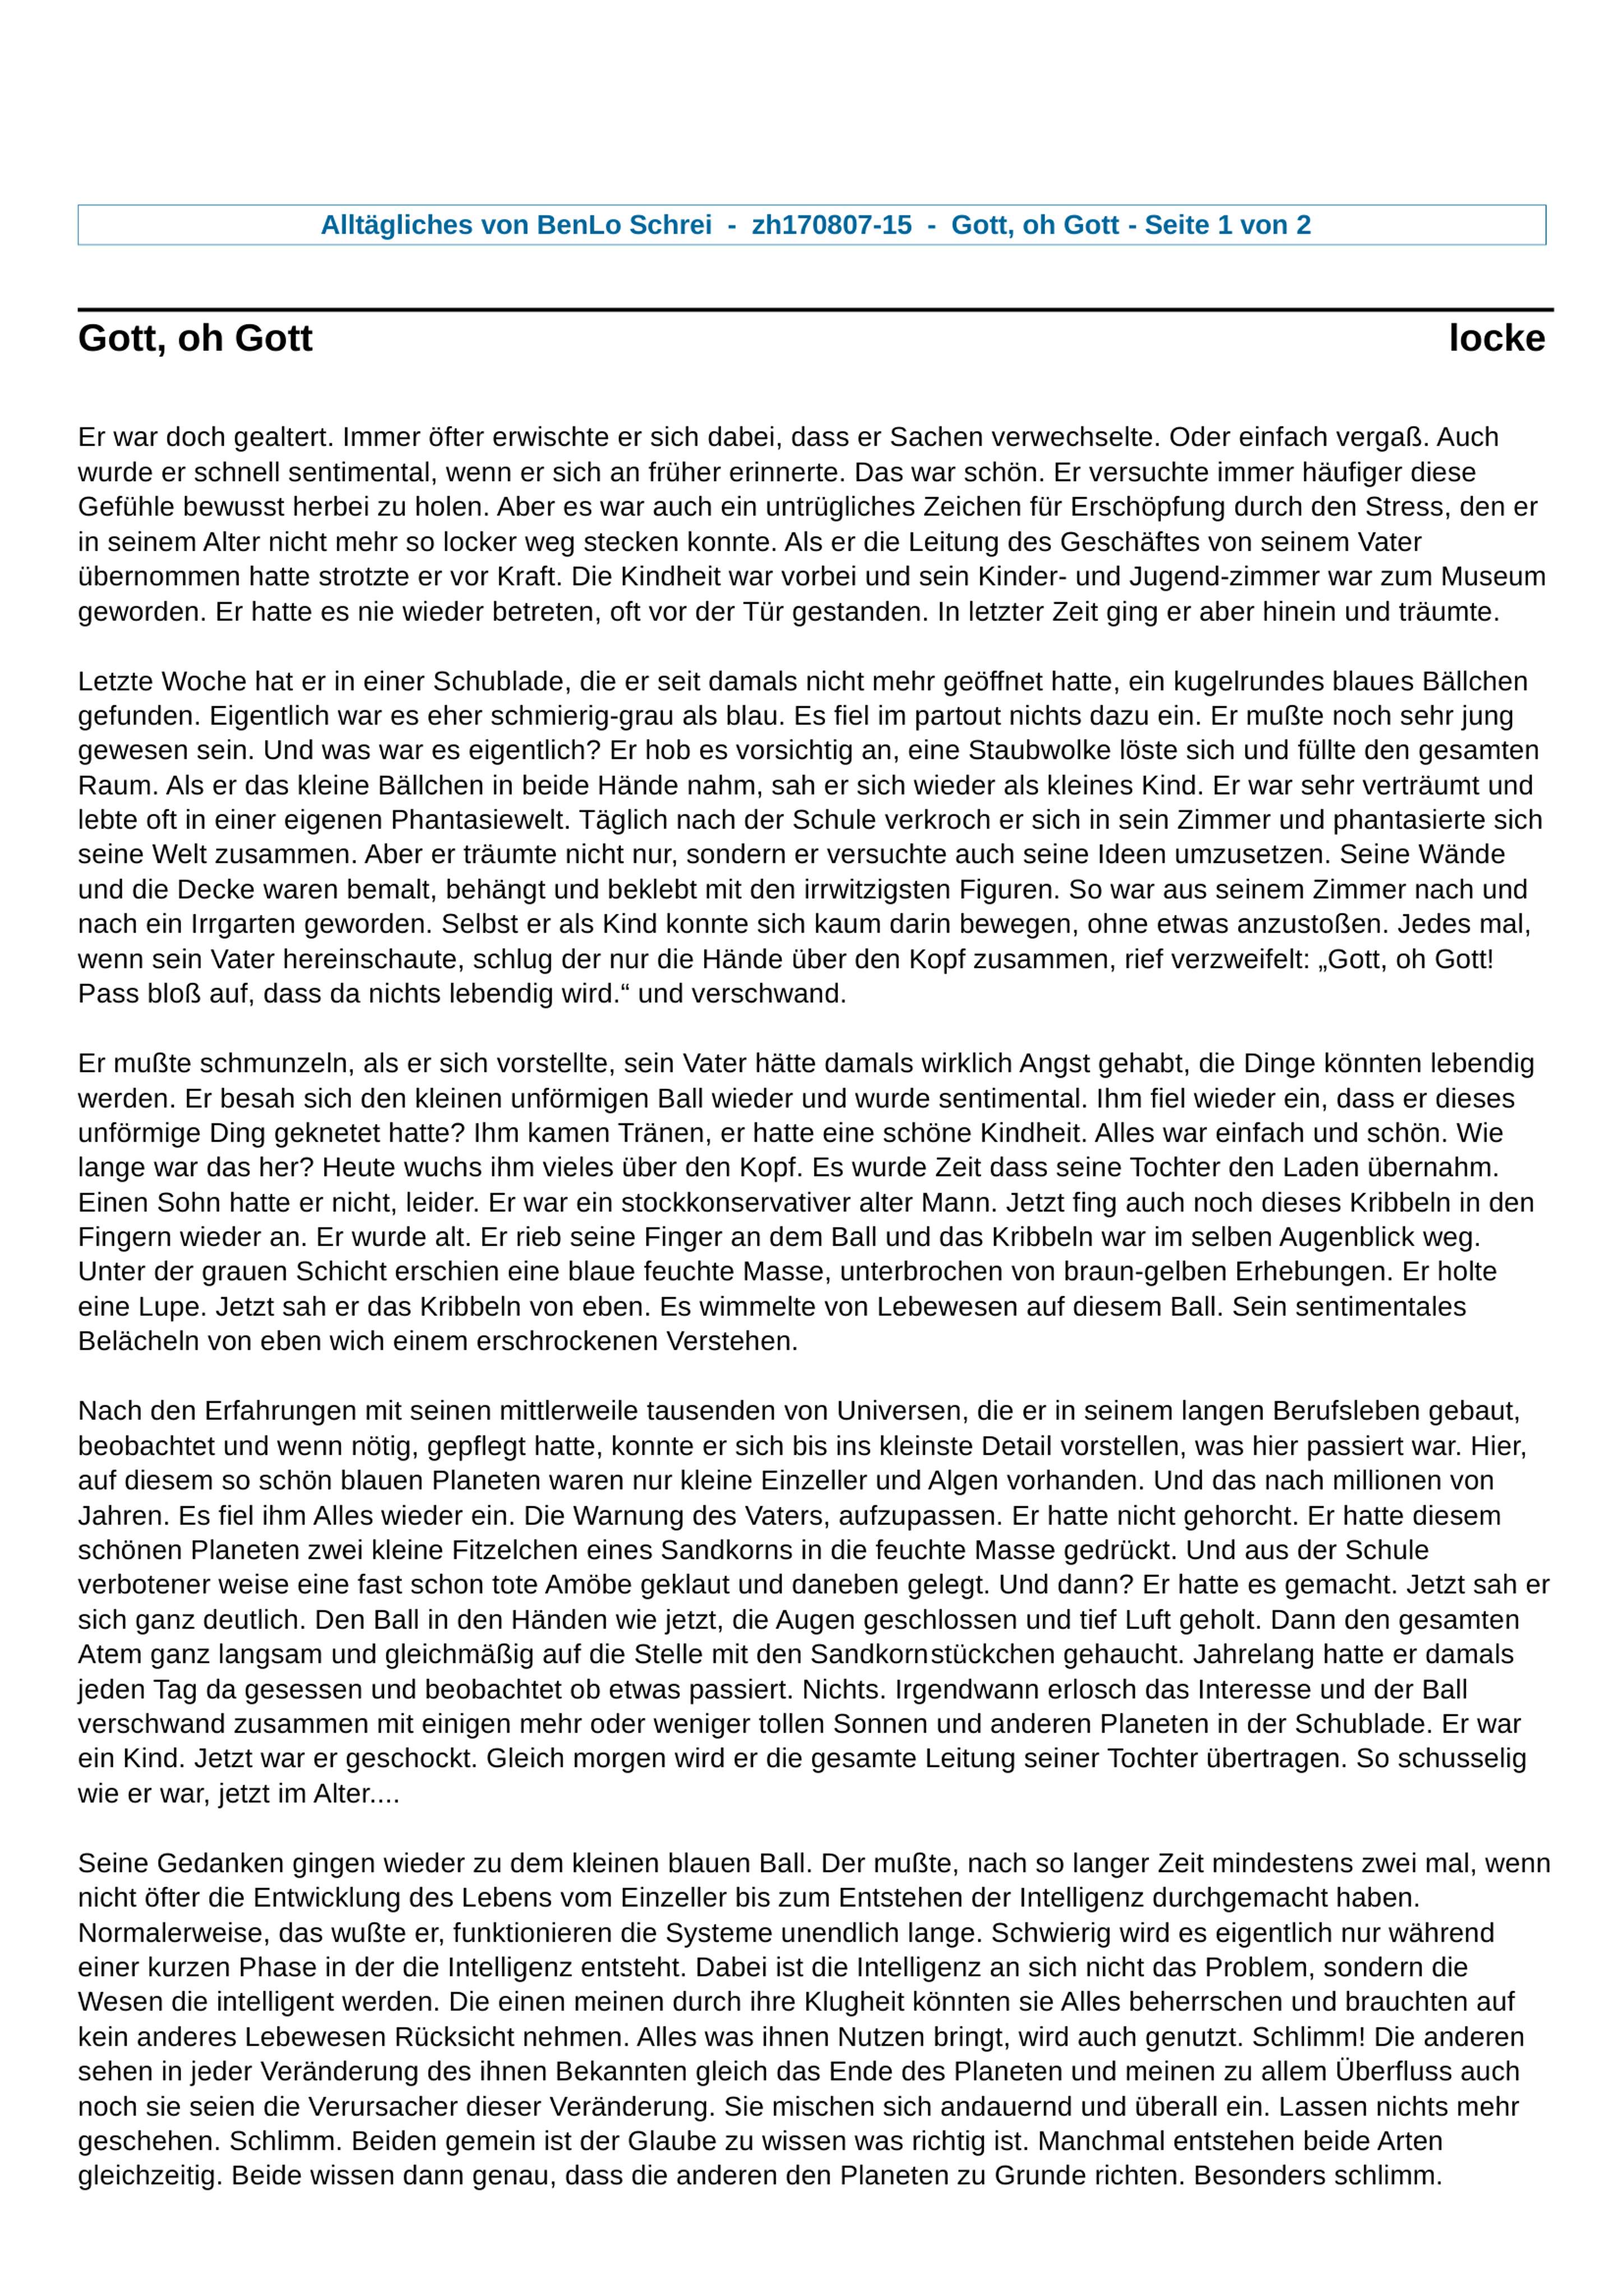 Alltägliches von BenLo Schrei - zh170807-15 - Gott, oh Gott - Seite 1 von 2
Gott, oh Gott locke
Er war doch gealtert. Immer öfter erwischte er sich dabei, dass er Sachen verwechselte. Oder einfach vergaß. Auch
wurde er schnell sentimental, wenn er sich an früher erinnerte. Das war schön. Er versuchte immer häufiger diese
Gefühle bewusst herbei zu holen. Aber es war auch ein untrügliches Zeichen für Erschöpfung durch den Stress, den er
in seinem Alter nicht mehr so locker weg stecken konnte. Als er die Leitung des Geschäftes von seinem Vater
übernommen hatte strotzte er vor Kraft. Die Kindheit war vorbei und sein Kinder- und Jugend-zimmer war zum Museum
geworden. Er hatte es nie wieder betreten, oft vor der Tür gestanden. In letzter Zeit ging er aber hinein und träumte.
Letzte Woche hat er in einer Schublade, die er seit damals nicht mehr geöffnet hatte, ein kugelrundes blaues Bällchen
gefunden. Eigentlich war es eher schmierig-grau als blau. Es fiel im partout nichts dazu ein. Er mußte noch sehr jung
gewesen sein. Und was war es eigentlich? Er hob es vorsichtig an, eine Staubwolke löste sich und füllte den gesamten
Raum. Als er das kleine Bällchen in beide Hände nahm, sah er sich wieder als kleines Kind. Er war sehr verträumt und
lebte oft in einer eigenen Phantasiewelt. Täglich nach der Schule verkroch er sich in sein Zimmer und phantasierte sich
seine Welt zusammen. Aber er träumte nicht nur, sondern er versuchte auch seine Ideen umzusetzen. Seine Wände
und die Decke waren bemalt, behängt und beklebt mit den irrwitzigsten Figuren. So war aus seinem Zimmer nach und
nach ein Irrgarten geworden. Selbst er als Kind konnte sich kaum darin bewegen, ohne etwas anzustoßen. Jedes mal,
wenn sein Vater hereinschaute, schlug der nur die Hände über den Kopf zusammen, rief verzweifelt: „Gott, oh Gott!
Pass bloß auf, dass da nichts lebendig wird.“ und verschwand.
Er mußte schmunzeln, als er sich vorstellte, sein Vater hätte damals wirklich Angst gehabt, die Dinge könnten lebendig
werden. Er besah sich den kleinen unförmigen Ball wieder und wurde sentimental. Ihm fiel wieder ein, dass er dieses
unförmige Ding geknetet hatte? Ihm kamen Tränen, er hatte eine schöne Kindheit. Alles war einfach und schön. Wie
lange war das her? Heute wuchs ihm vieles über den Kopf. Es wurde Zeit dass seine Tochter den Laden übernahm.
Einen Sohn hatte er nicht, leider. Er war ein stockkonservativer alter Mann. Jetzt fing auch noch dieses Kribbeln in den
Fingern wieder an. Er wurde alt. Er rieb seine Finger an dem Ball und das Kribbeln war im selben Augenblick weg.
Unter der grauen Schicht erschien eine blaue feuchte Masse, unterbrochen von braun-gelben Erhebungen. Er holte
eine Lupe. Jetzt sah er das Kribbeln von eben. Es wimmelte von Lebewesen auf diesem Ball. Sein sentimentales
Belächeln von eben wich einem erschrockenen Verstehen.
Nach den Erfahrungen mit seinen mittlerweile tausenden von Universen, die er in seinem langen Berufsleben gebaut,
beobachtet und wenn nötig, gepflegt hatte, konnte er sich bis ins kleinste Detail vorstellen, was hier passiert war. Hier,
auf diesem so schön blauen Planeten waren nur kleine Einzeller und Algen vorhanden. Und das nach millionen von
Jahren. Es fiel ihm Alles wieder ein. Die Warnung des Vaters, aufzupassen. Er hatte nicht gehorcht. Er hatte diesem
schönen Planeten zwei kleine Fitzelchen eines Sandkorns in die feuchte Masse gedrückt. Und aus der Schule
verbotener weise eine fast schon tote Amöbe geklaut und daneben gelegt. Und dann? Er hatte es gemacht. Jetzt sah er
sich ganz deutlich. Den Ball in den Händen wie jetzt, die Augen geschlossen und tief Luft geholt. Dann den gesamten
Atem ganz langsam und gleichmäßig auf die Stelle mit den Sandkornstückchen gehaucht. Jahrelang hatte er damals
jeden Tag da gesessen und beobachtet ob etwas passiert. Nichts. Irgendwann erlosch das Interesse und der Ball
verschwand zusammen mit einigen mehr oder weniger tollen Sonnen und anderen Planeten in der Schublade. Er war
ein Kind. Jetzt war er geschockt. Gleich morgen wird er die gesamte Leitung seiner Tochter übertragen. So schusselig
wie er war, jetzt im Alter....
Seine Gedanken gingen wieder zu dem kleinen blauen Ball. Der mußte, nach so langer Zeit mindestens zwei mal, wenn
nicht öfter die Entwicklung des Lebens vom Einzeller bis zum Entstehen der Intelligenz durchgemacht haben.
Normalerweise, das wußte er, funktionieren die Systeme unendlich lange. Schwierig wird es eigentlich nur während
einer kurzen Phase in der die Intelligenz entsteht. Dabei ist die Intelligenz an sich nicht das Problem, sondern die
Wesen die intelligent werden. Die einen meinen durch ihre Klugheit könnten sie Alles beherrschen und brauchten auf
kein anderes Lebewesen Rücksicht nehmen. Alles was ihnen Nutzen bringt, wird auch genutzt. Schlimm! Die anderen
sehen in jeder Veränderung des ihnen Bekannten gleich das Ende des Planeten und meinen zu allem Überfluss auch
noch sie seien die Verursacher dieser Veränderung. Sie mischen sich andauernd und überall ein. Lassen nichts mehr
geschehen. Schlimm. Beiden gemein ist der Glaube zu wissen was richtig ist. Manchmal entstehen beide Arten
gleichzeitig. Beide wissen dann genau, dass die anderen den Planeten zu Grunde richten. Besonders schlimm.